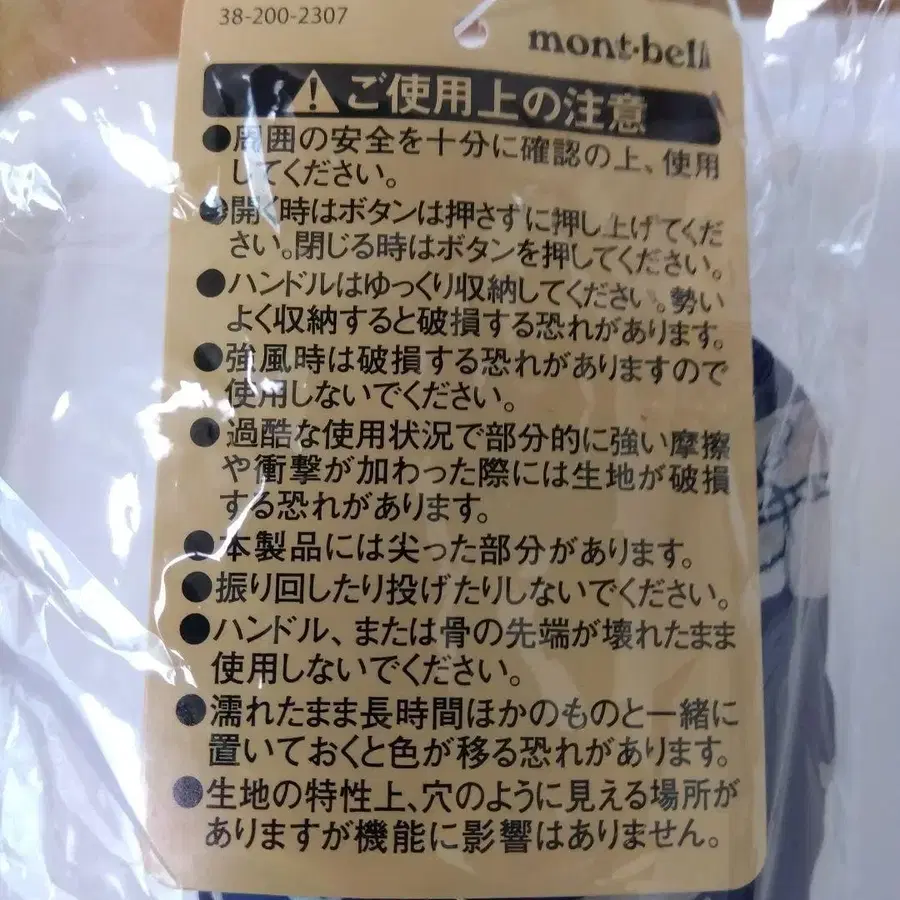 38-200-2307
mont·bell
ご使用上の注意
●周囲の安全を十分に確認の上、使用
してください。
●開く時はボタンは押さずに押し上げてくだ
さい。閉じる時はボタンを押してください。
●ハンドルはゆっくり収納してください。勢い
よく収納すると破損する恐れがあります。
●強風時は破損する恐れがありますので
使用しないでください。
●過酷な使用状況で部分的に強い摩擦
や衝撃が加わった際には生地が破損
する恐れがあります。
●本製品には尖った部分があります。
●振り回したり投げたりしないでください。
●ハンドル、または骨の先端が壊れたまま
使用しないでください。
●濡れたまま長時間ほかのものと一緒に
置いておくと色が移る恐れがあります。
●生地の特性上、穴のように見える場所が
ありますが機能に影響はありません。